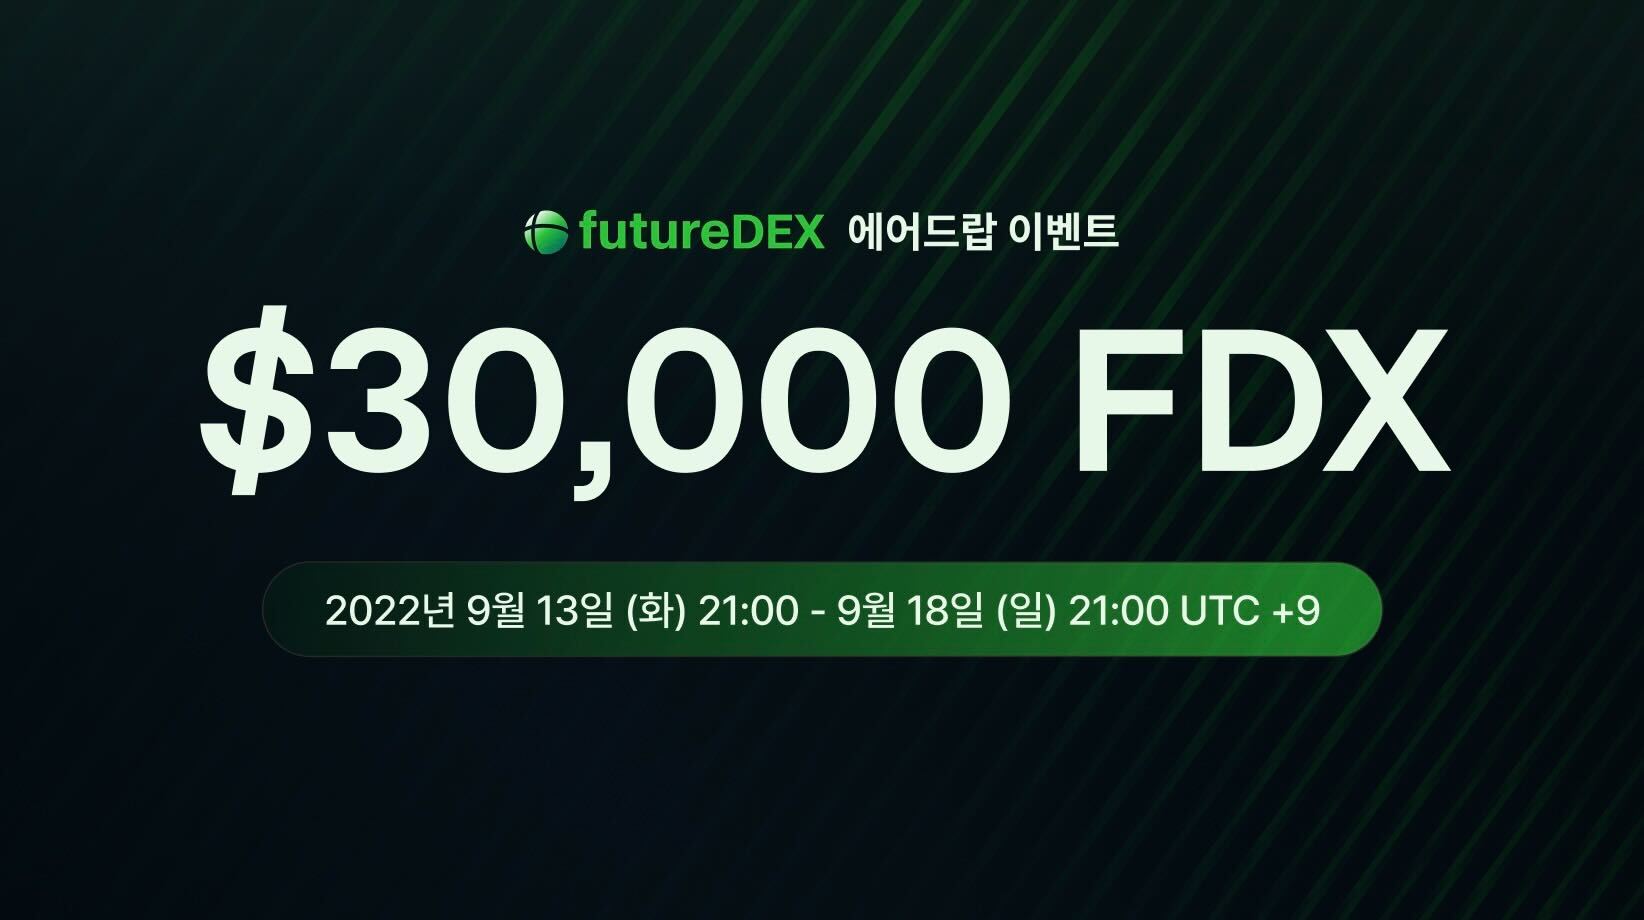 futureDEX 에어드랍 이벤트
$30,000 FDX
2022년 9월 13일 (화) 21:00 - 9월 18일 (일) 21:00 UTC +9